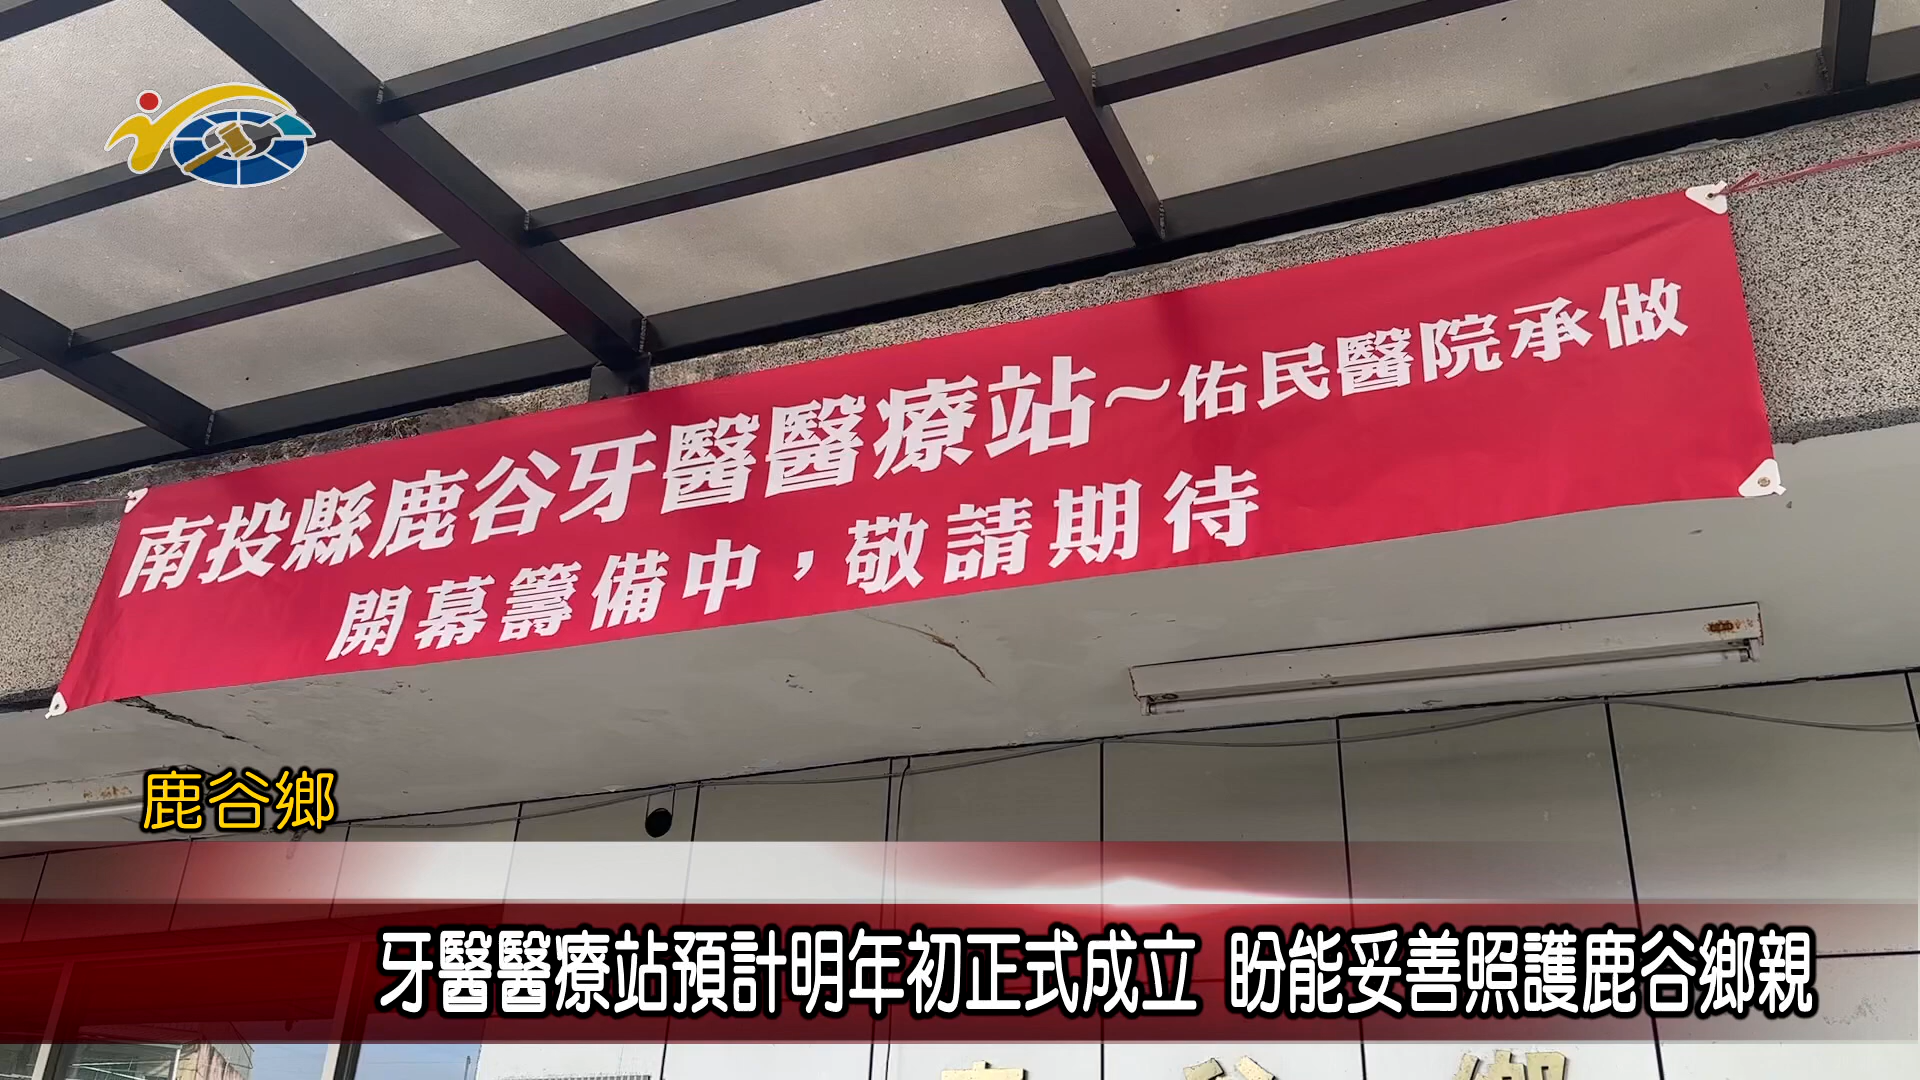 南投縣鹿谷牙醫醫療站~佑民醫院承做
開幕籌備中，敬請期待
鹿谷鄉
牙醫醫療站預計明年初正式成立 盼能妥善照護鹿谷鄉親